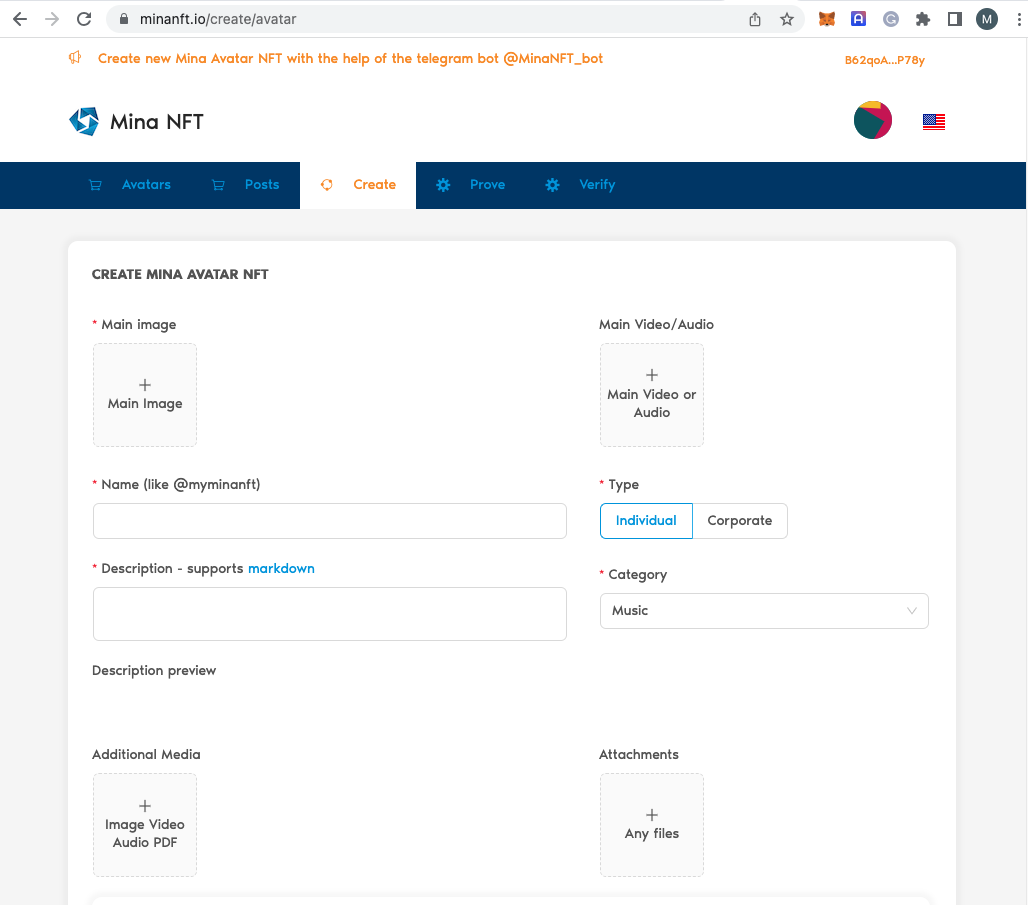 minanft.io/create/avatar
M
Create new Mina Avatar NFT with the help of the telegram bot @MinaNFT_bot
B62qoA...P78y
Mina NFT
Avatars
Posts
Create
Prove
Verify
CREATE MINA AVATAR NFT
* Main image
Main Video/Audio
+
Main Image
+
Main Video or
Audio
* Name (like @myminanft)
* Type
Individual
Corporate
* Description - supports markdown
* Category
Music
Description preview
Additional Media
Attachments
+
Image Video
Audio PDF
+
Any files